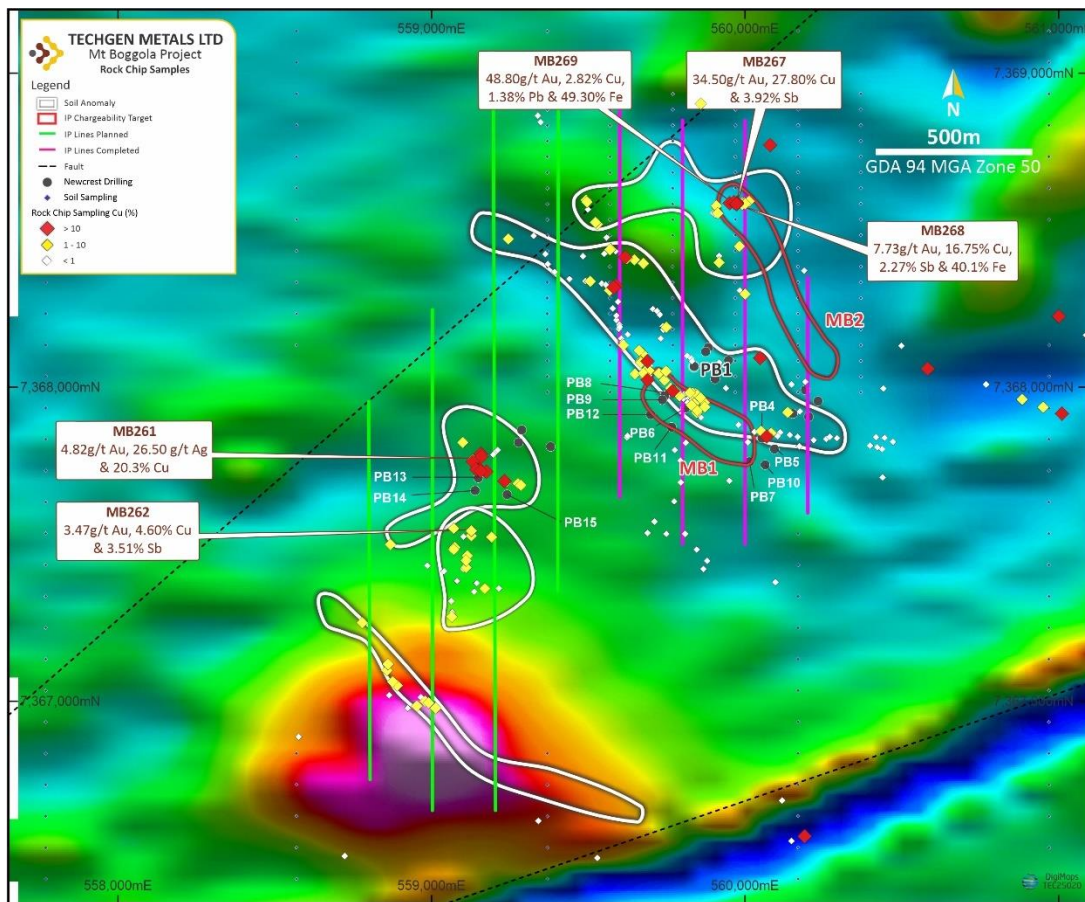 TECHGEN METALS LTD
Mt Boggola Project
Rock Chip Samples
Legend
Soil Anomaly
IP Chargeability Target
IP Lines Planned
IP Lines Completed
Fault
Newcrest Drilling
Soil Sampling
Rock Chip Sampling Cu (%)
> 10
1 - 10
< 1
559,000mE
560,000mE
561,000mE
MB269
48.80g/t Au, 2.82% Cu,
1.38% Pb & 49.30% Fe
MB267
34.50g/t Au, 27.80% Cu
& 3.92% Sb
7,369,000mN
N
500m
GDA 94 MGA Zone 50
MB268
7.73g/t Au, 16.75% Cu,
2.27% Sb & 40.1% Fe
MB2
PB1
7,368,000mN
7,368,000mN
PB8
PB9
PB12
PB4
PB6
PB11
MB1
PB5
PB10
PB7
MB261
4.82g/t Au, 26.50 g/t Ag
& 20.3% Cu
PB13
PB14
PB15
MB262
3.47g/t Au, 4.60% Cu
& 3.51% Sb
7,367,000mN
558,000mE
559,000mE
560,000mE
DigiMaps